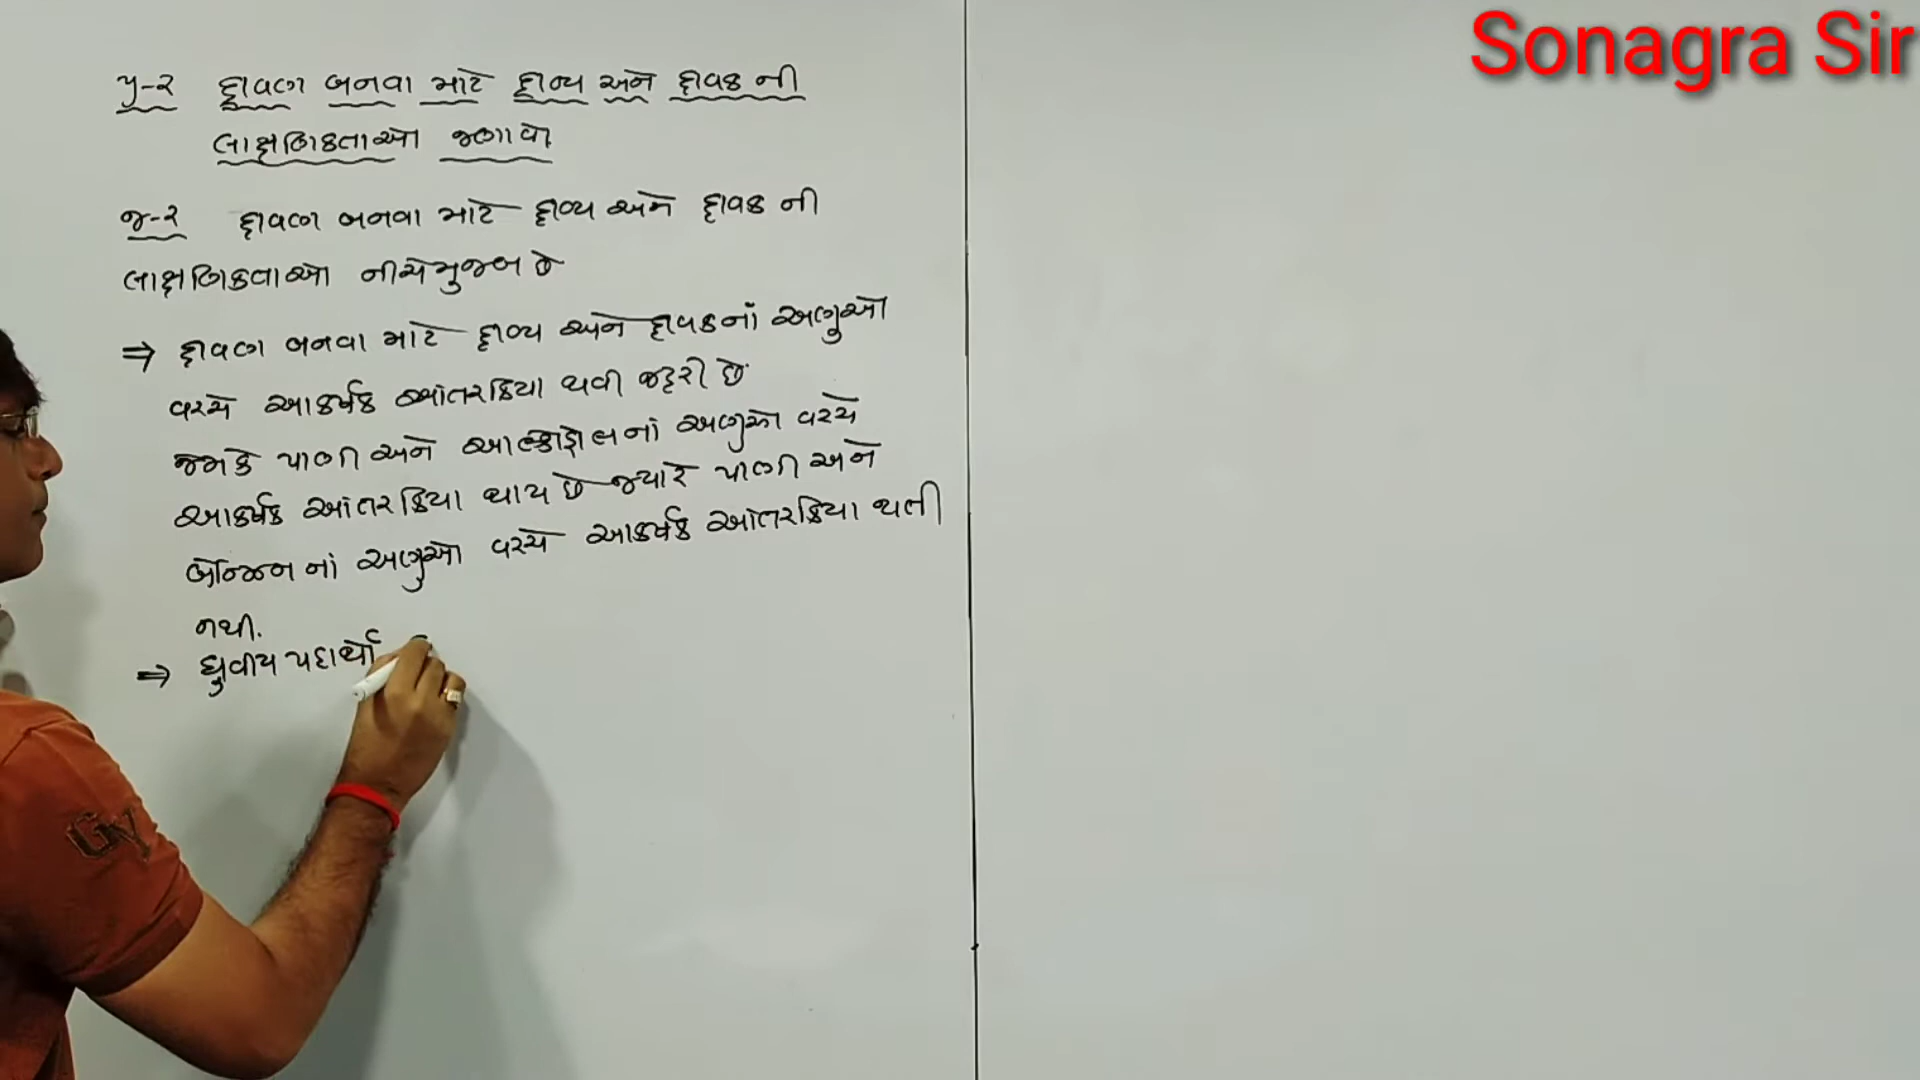 Sonagra Sir
પ્ર-૨ દ્રાવણ બનવા માટે દ્રાવ્ય અને દ્રાવક ની
લાક્ષણિકતાઓ જણાવો
જ-૨ દ્રાવણ બનવા માટે દ્રાવ્ય અને દ્રાવક ની
લાક્ષણિકતાઓ નીચેમુજબ છે
⇒ દ્રાવણ બનવા માટે દ્રાવ્ય અને દ્રાવકનાં અણુઓ
વચ્ચે આકર્ષક આંતરક્રિયા થવી જરૂરી છે
જેમકે પાણી અને આલ્કોહોલનાં અણુઓ વચ્ચે
આકર્ષક આંતરક્રિયા થાય છે જ્યારે પાણી અને
બેન્ઝિનનાં અણુઓ વચ્ચે આકર્ષક આંતરક્રિયા થતી
નથી.
⇒ ધ્રુવીય પદાર્થો